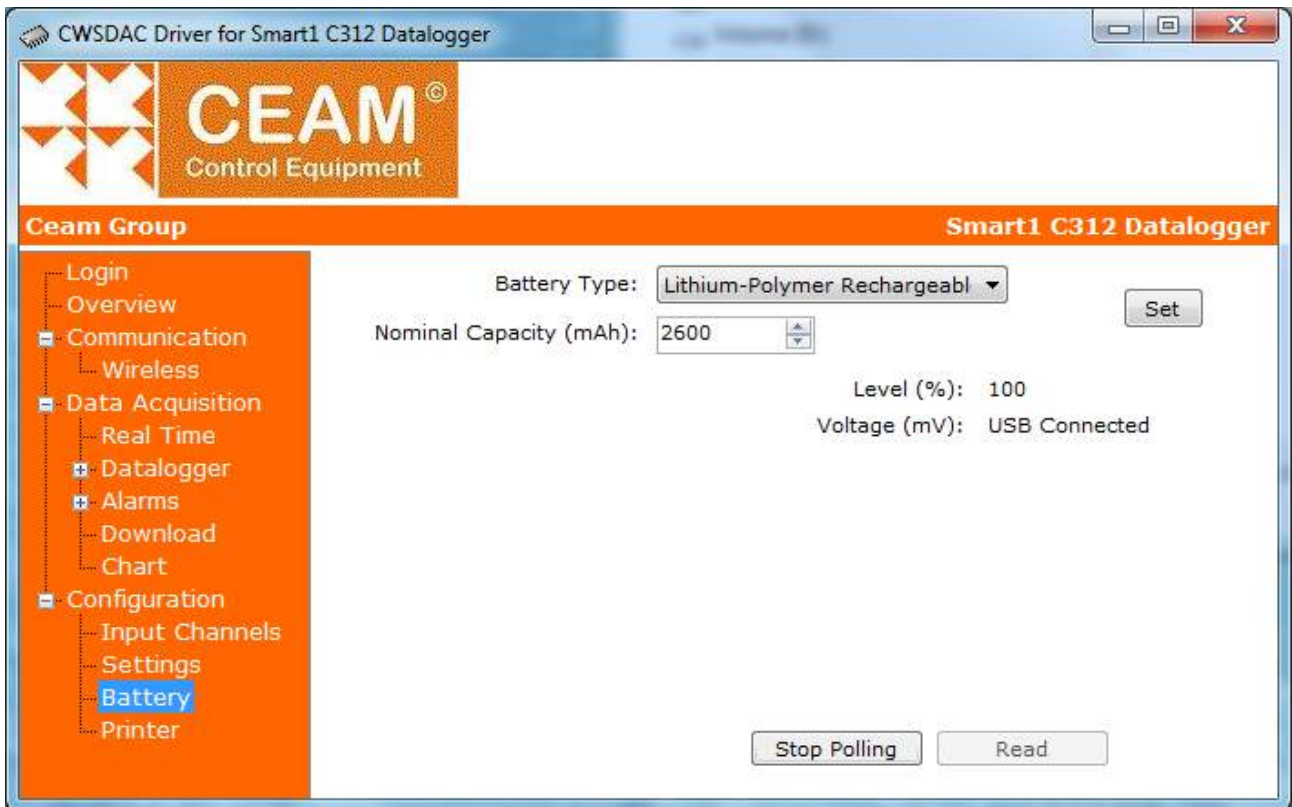 CWSDAC Driver for Smart1 C312 Datalogger
CEAM©
Control Equipment
Ceam Group
Smart1 C312 Datalogger
Login
Overview
Communication
Wireless
Data Acquisition
Real Time
Datalogger
Alarms
Download
Chart
Configuration
Input Channels
Settings
Battery
Printer
Battery Type: Lithium-Polymer Rechargeabl
Set
Nominal Capacity (mAh): 2600
Level (%): 100
Voltage (mV): USB Connected
Stop Polling Read